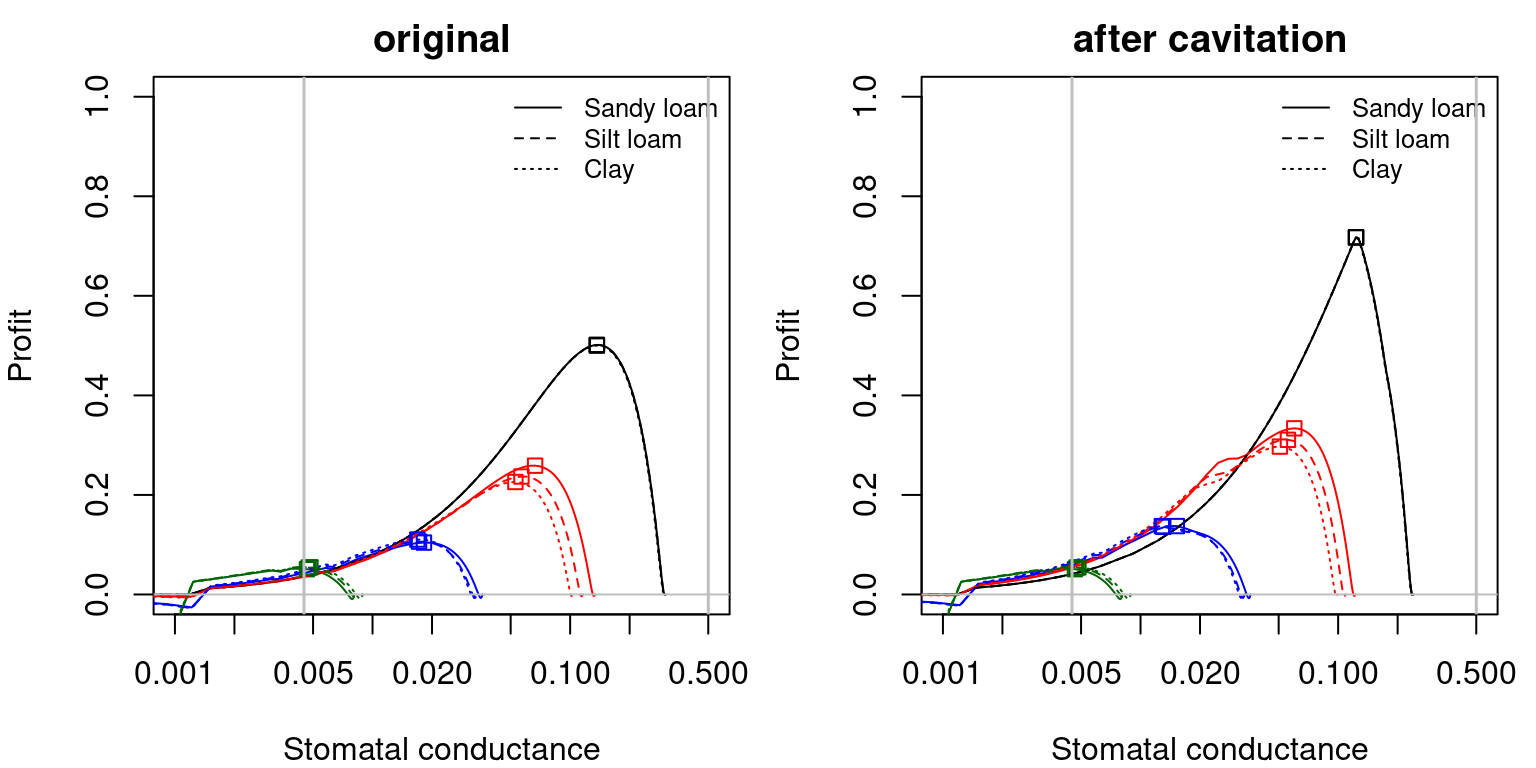 original
Profit
1.0
0.8
0.6
0.4
0.2
0.0
Sandy loam
Silt loam
Clay
0.001 0.005 0.020 0.100 0.500
Stomatal conductance
after cavitation
Profit
1.0
0.8
0.6
0.4
0.2
0.0
Sandy loam
Silt loam
Clay
0.001 0.005 0.020 0.100 0.500
Stomatal conductance